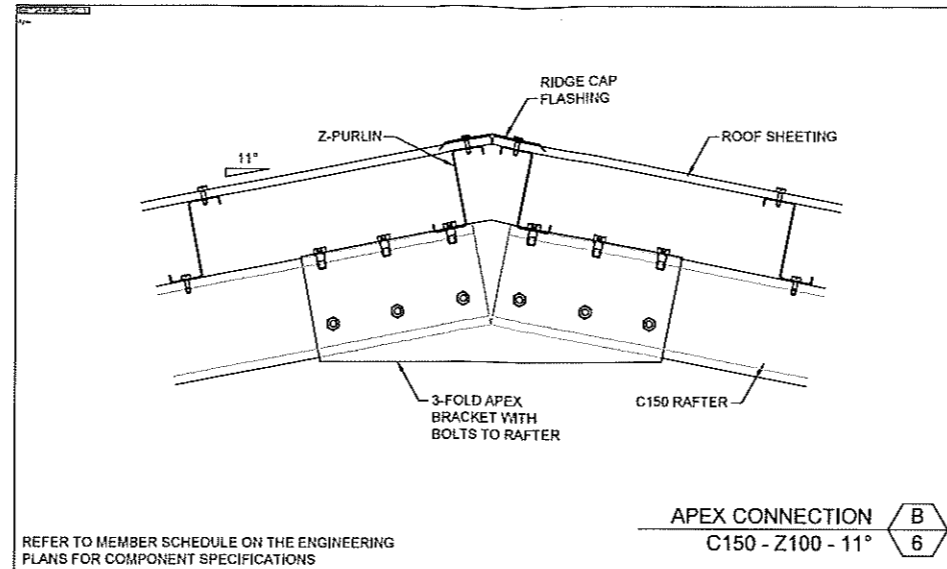 RIDGE CAP
FLASHING
Z-PURLIN
ROOF SHEETING
11°
3-FOLD APEX
BRACKET WITH
BOLTS TO RAFTER
C150 RAFTER
APEX CONNECTION
C150 - Z100 - 11°
B
6
REFER TO MEMBER SCHEDULE ON THE ENGINEERING
PLANS FOR COMPONENT SPECIFICATIONS